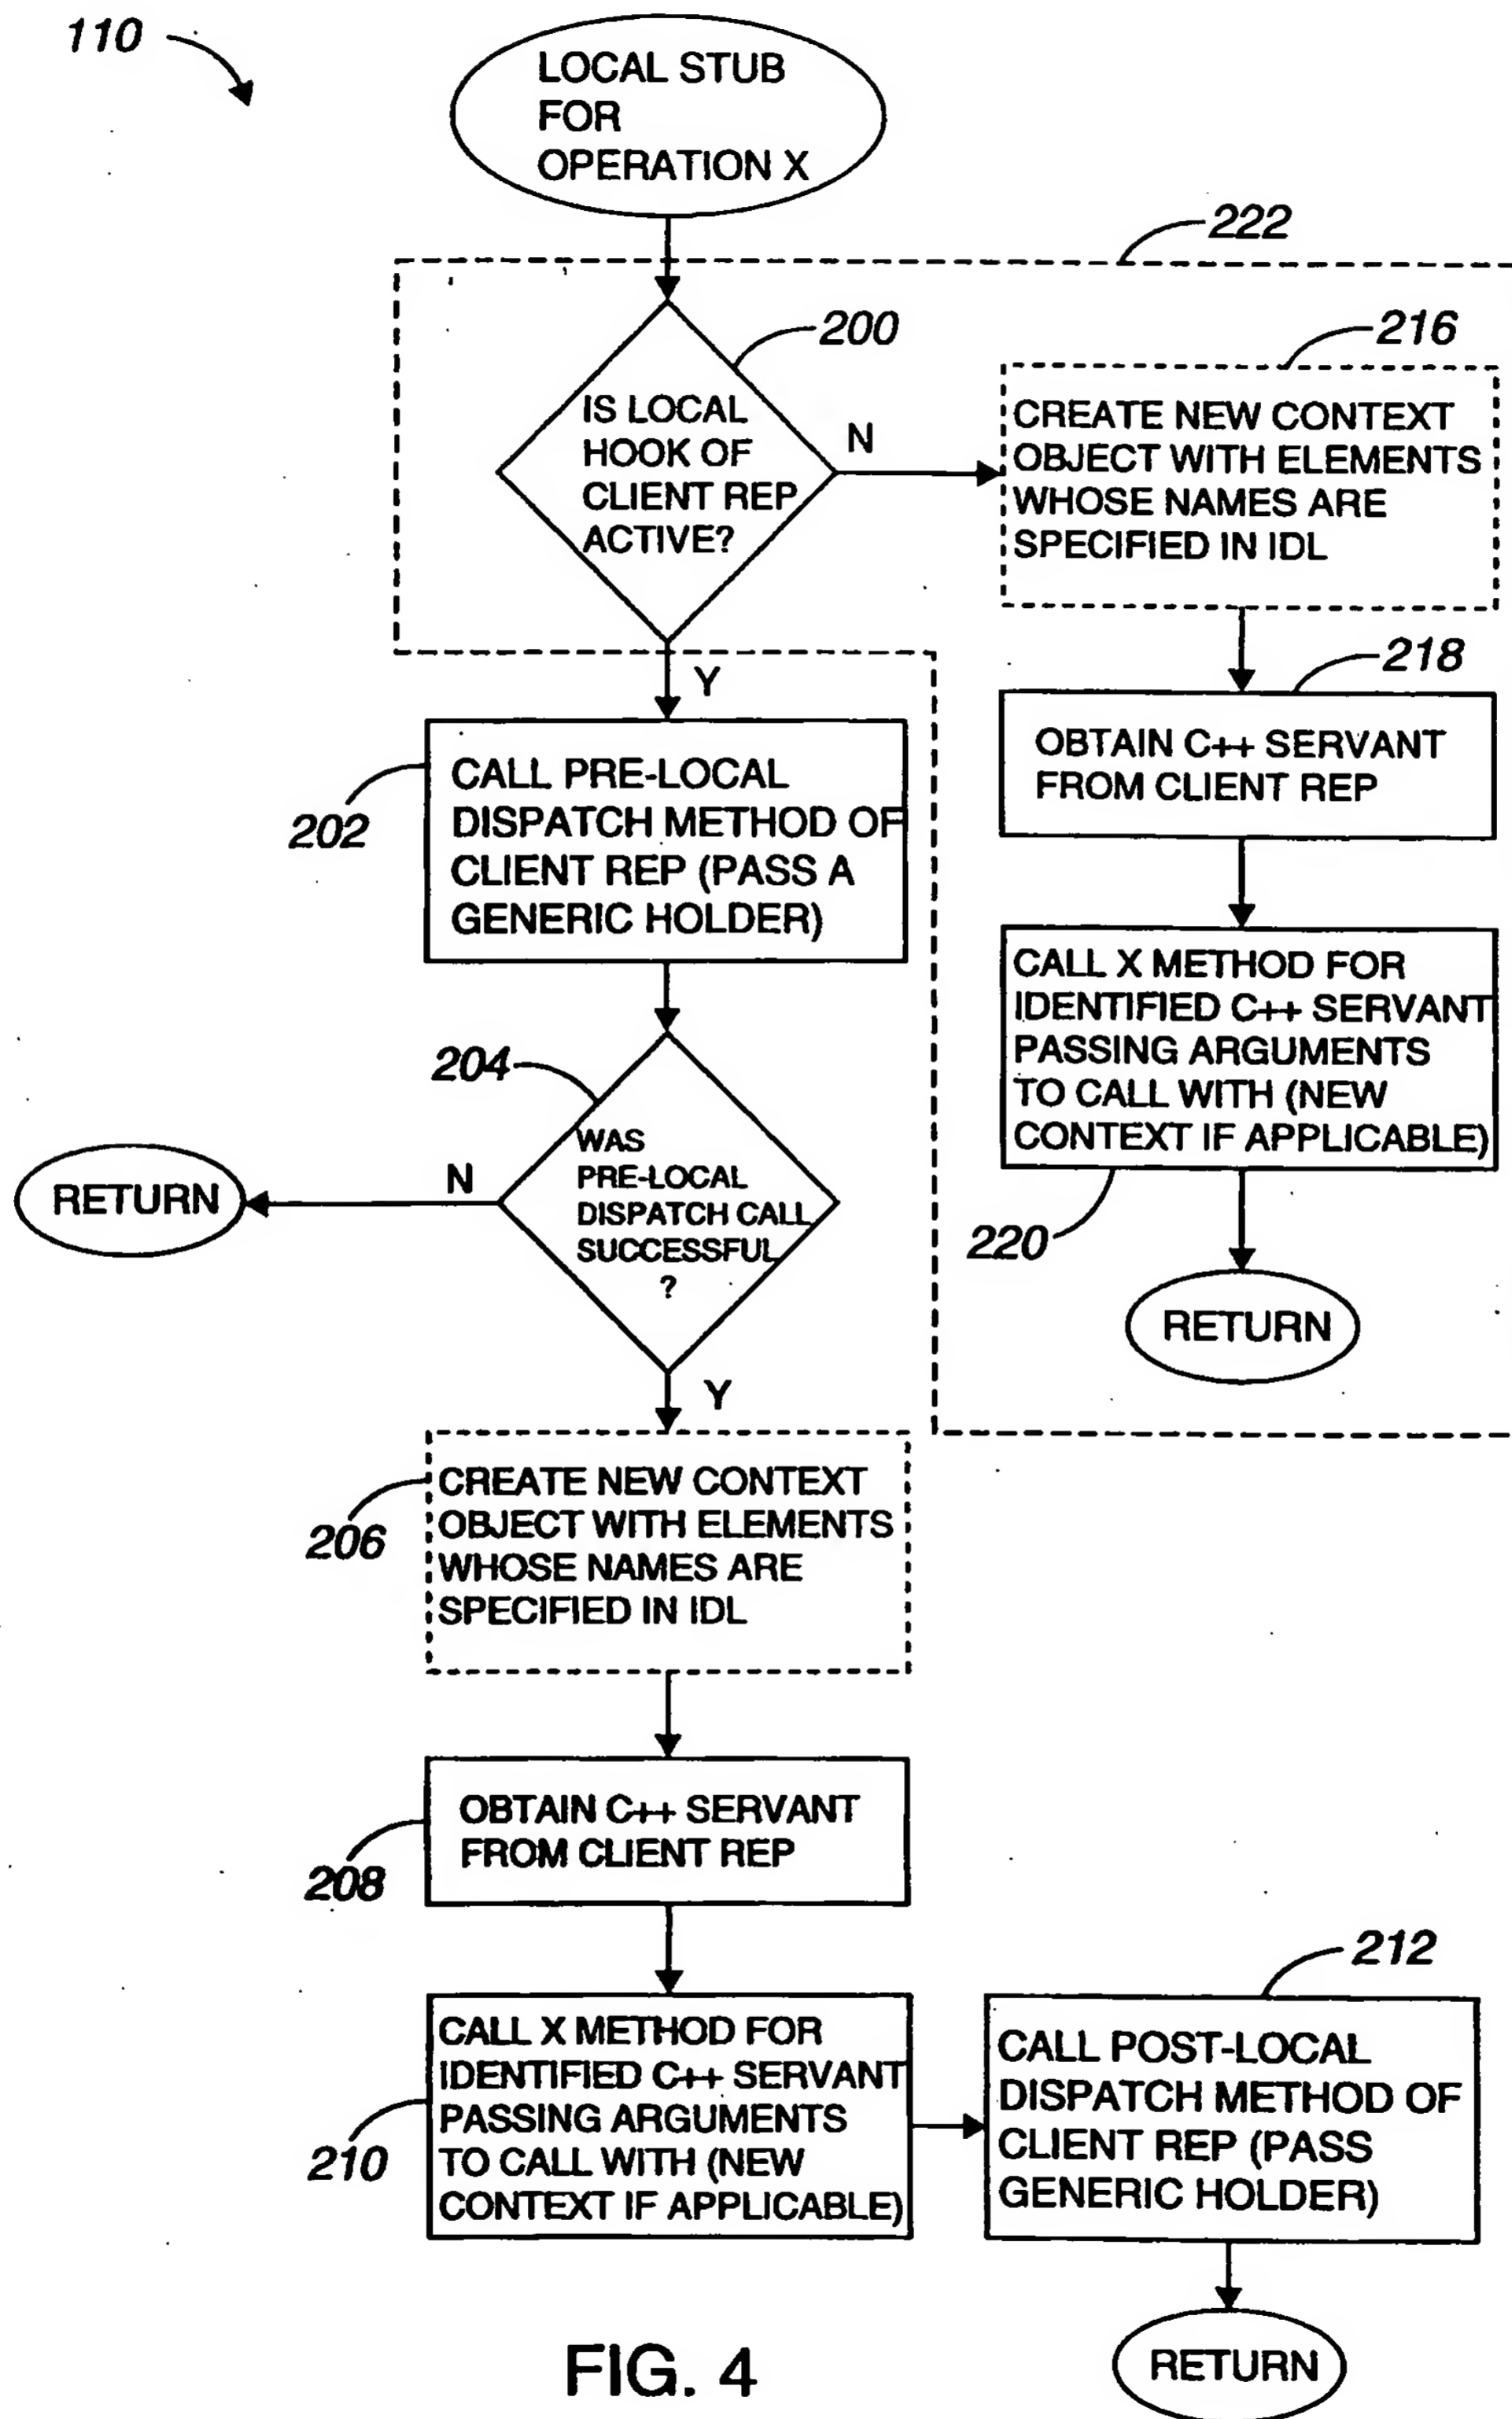 110
LOCAL STUB
FOR
OPERATION X
222
200
IS LOCAL
HOOK OF
CLIENT REP
ACTIVE?
N
216
CREATE NEW CONTEXT
OBJECT WITH ELEMENTS
WHOSE NAMES ARE
SPECIFIED IN IDL
218
OBTAIN C++ SERVANT
FROM CLIENT REP
CALL X METHOD FOR
IDENTIFIED C++ SERVANT
PASSING ARGUMENTS
TO CALL WITH (NEW
CONTEXT IF APPLICABLE)
220
RETURN
Y
202
CALL PRE-LOCAL
DISPATCH METHOD OF
CLIENT REP (PASS A
GENERIC HOLDER)
204
WAS
PRE-LOCAL
DISPATCH CALL
SUCCESSFUL
?
N
RETURN
Y
206
CREATE NEW CONTEXT
OBJECT WITH ELEMENTS
WHOSE NAMES ARE
SPECIFIED IN IDL
208
OBTAIN C++ SERVANT
FROM CLIENT REP
210
CALL X METHOD FOR
IDENTIFIED C++ SERVANT
PASSING ARGUMENTS
TO CALL WITH (NEW
CONTEXT IF APPLICABLE)
212
CALL POST-LOCAL
DISPATCH METHOD OF
CLIENT REP (PASS
GENERIC HOLDER)
RETURN
FIG. 4